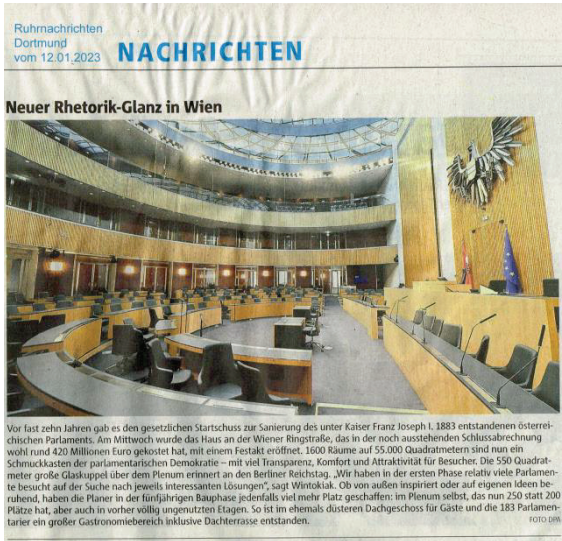 Ruhrnachrichten
Dortmund
vom 12.01.2023
NACHRICHTEN
Neuer Rhetorik-Glanz in Wien
Vor fast zehn Jahren gab es den gesetzlichen Startschuss zur Sanierung des unter Kaiser Franz Joseph I. 1883 entstandenen österrei-
chischen Parlaments. Am Mittwoch wurde das Haus an der Wiener Ringstraße, das in der noch ausstehenden Schlussabrechnung
wohl rund 420 Millionen Euro gekostet hat, mit einem Festakt eröffnet. 1600 Räume auf 55.000 Quadratmetern sind nun ein
Schmuckkasten der parlamentarischen Demokratie – mit viel Transparenz, Komfort und Attraktivität für Besucher. Die 550 Quadrat-
meter große Glaskuppel über dem Plenum erinnert an den Berliner Reichstag. „Wir haben in der ersten Phase relativ viele Parlamen-
te besucht auf der Suche nach jeweils interessanten Lösungen“, sagt Wintokiak. Ob von außen inspiriert oder auf eigenen Ideen be-
ruhend, haben die Planer in der fünfjährigen Bauphase jedenfalls viel mehr Platz geschaffen: im Plenum selbst, das nun 250 statt 200
Plätze hat, aber auch in vorher völlig ungenutzten Etagen. So ist im ehemals düsteren Dachgeschoß für Gäste und die 183 Parlamen-
tarier ein großer Gastronomiebereich inklusive Dachterrasse entstanden.
FOTO DPA